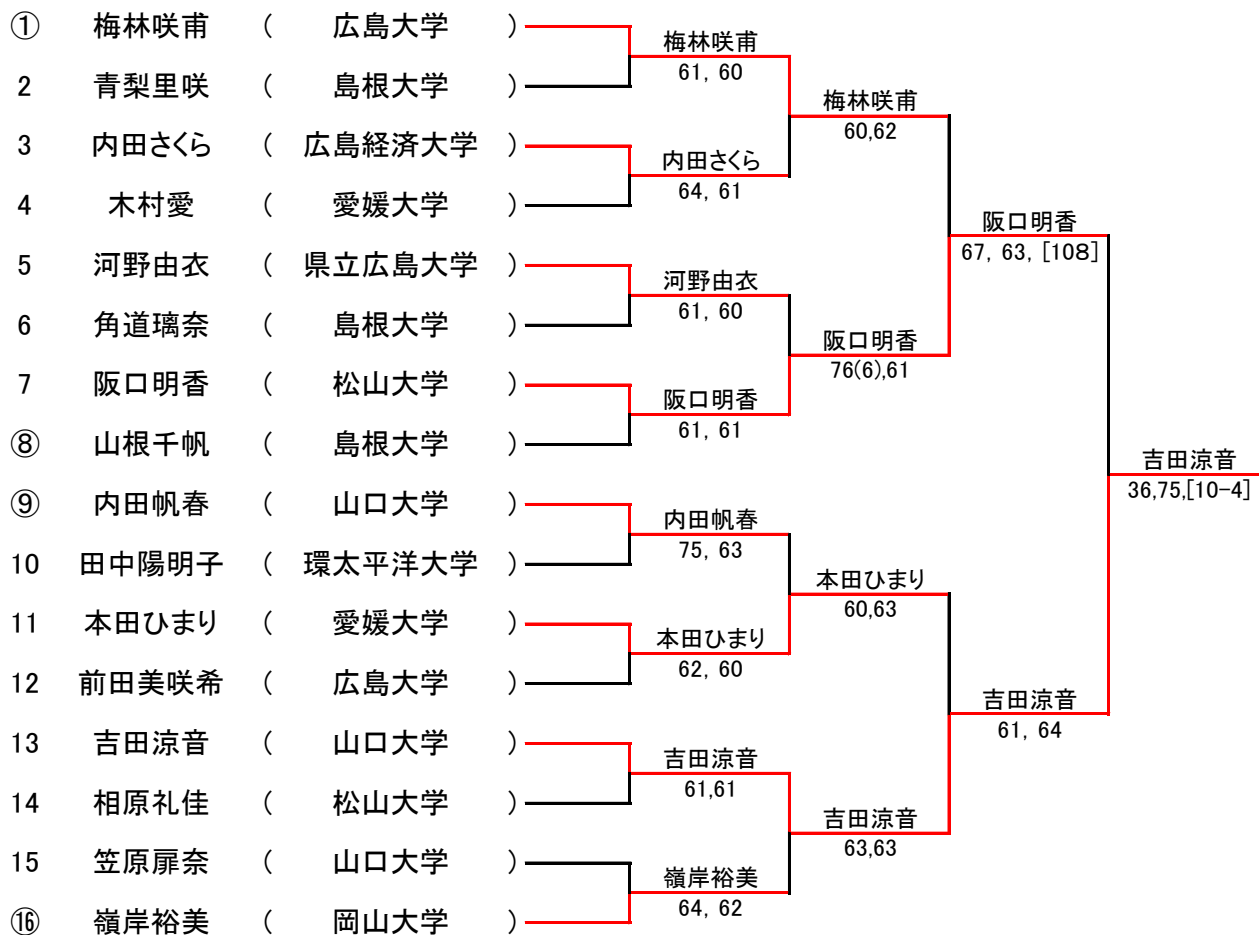 ① 梅林咲甫 ( 広島大学 )
梅林咲甫
61, 60
2 青梨里咲 ( 島根大学 )
梅林咲甫
60,62
3 内田さくら ( 広島経済大学 )
内田さくら
64, 61
4 木村愛 ( 愛媛大学 )
阪口明香
67, 63, [108]
5 河野由衣 ( 県立広島大学 )
河野由衣
61, 60
6 角道璃奈 ( 島根大学 )
阪口明香
76(6),61
7 阪口明香 ( 松山大学 )
阪口明香
61, 61
⑧ 山根千帆 ( 島根大学 )
吉田涼音
36,75,[10-4]
⑨ 内田帆春 ( 山口大学 )
内田帆春
75, 63
10 田中陽明子 ( 環太平洋大学 )
本田ひまり
60,63
11 本田ひまり ( 愛媛大学 )
本田ひまり
62, 60
12 前田美咲希 ( 広島大学 )
吉田涼音
61, 64
13 吉田涼音 ( 山口大学 )
吉田涼音
61,61
14 相原礼佳 ( 松山大学 )
吉田涼音
63,63
15 笠原扉奈 ( 山口大学 )
嶺岸裕美
64, 62
⑯ 嶺岸裕美 ( 岡山大学 )